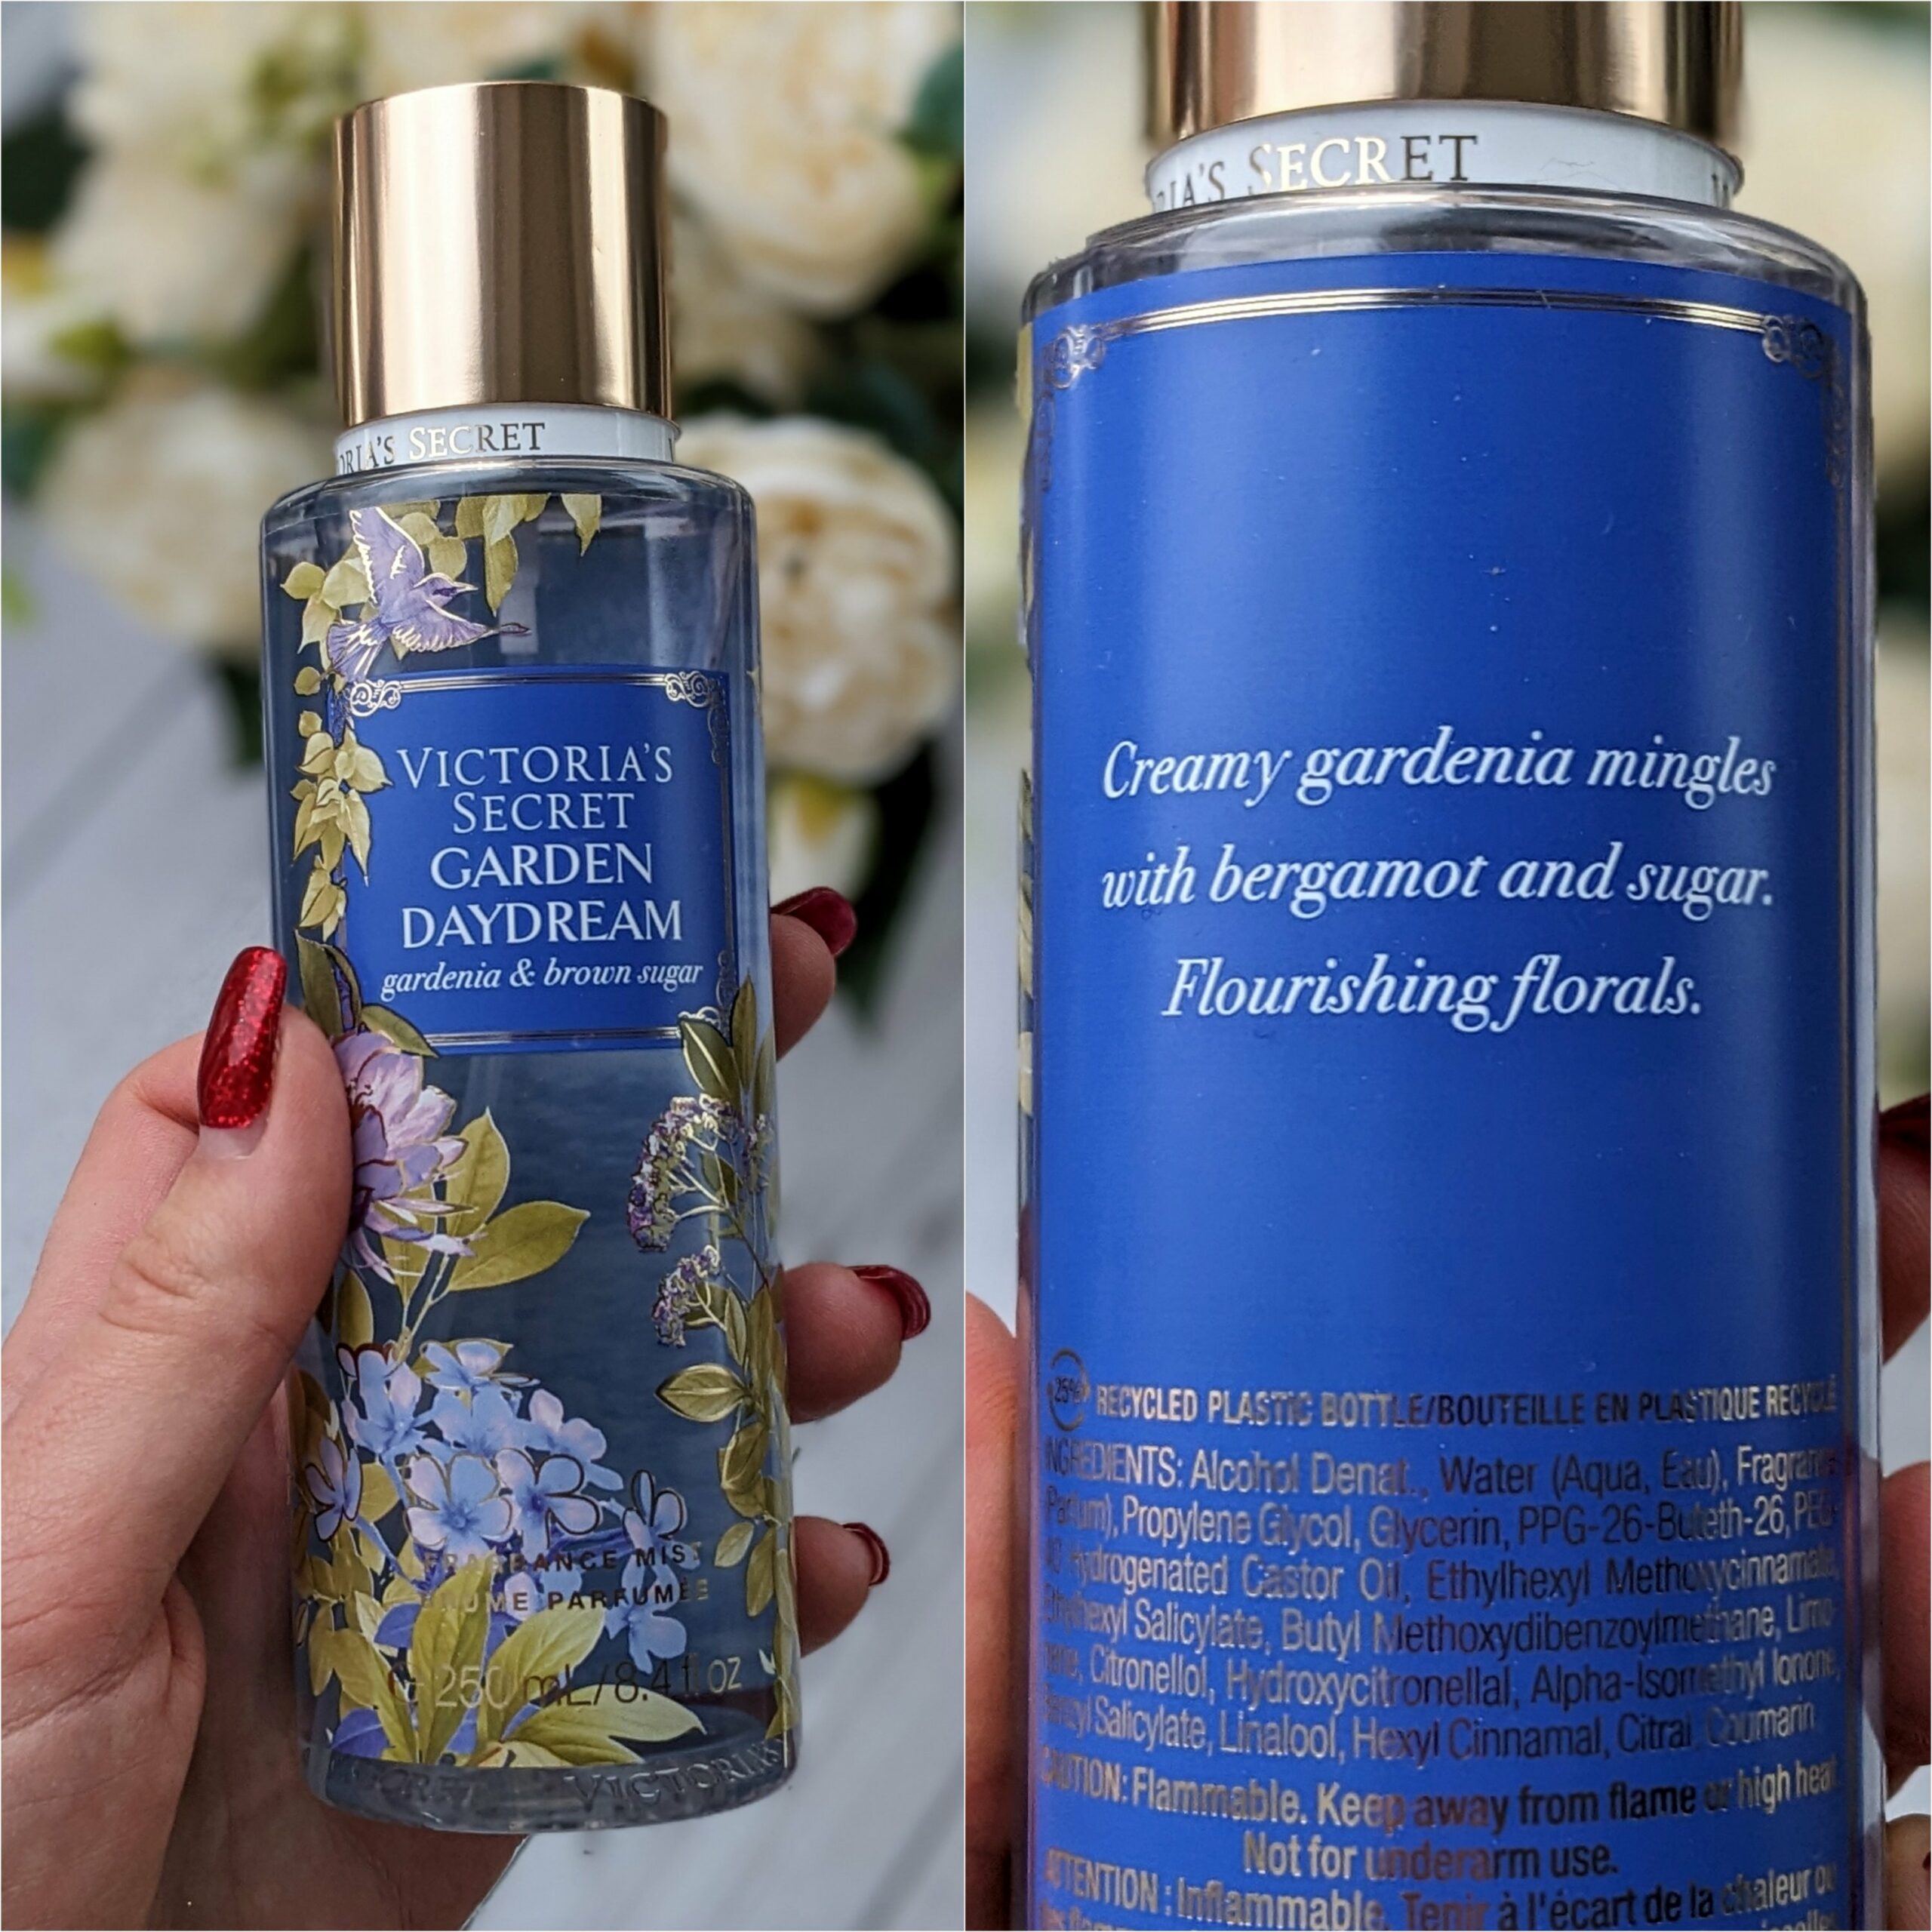 ORIA'S SECRET
VICTORIA'S
SECRET
GARDEN
DAYDREAM
gardenia & brown sugar
FRAGRANCE MIST
BRUME PARFUMÉE
250 mL/8.4 fl oz
VICTORIA'S
RIA'S SECRET
Creamy gardenia mingles
with bergamot and sugar.
Flourishing florals.
25% RECYCLED PLASTIC BOTTLE/BOUTEILLE EN PLASTIQUE RECYCLÉ
INGREDIENTS: Alcohol Denat., Water (Aqua, Eau), Fragrance
(Parfum), Propylene Glycol, Glycerin, PPG-26-Buteth-26, PEG-
40 Hydrogenated Castor Oil, Ethylhexyl Methoxycinnamate,
Ethylhexyl Salicylate, Butyl Methoxydibenzoylmethane, Limo-
nene, Citronellol, Hydroxycitronellal, Alpha-Isomethyl Ionone,
Benzyl Salicylate, Linalool, Hexyl Cinnamal, Citral, Coumarin
CAUTION: Flammable. Keep away from flame or high heat.
Not for underarm use.
ATTENTION : Inflammable. Tenir à l'écart de la chaleur ou